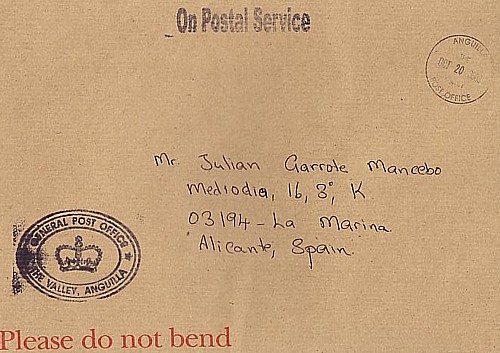 On Postal Service
ANGUILLA
OCT 20
POST OFFICE
Mr. Julian Garrote Mancebo
Mediodia, 16, 8°, K
03194 - La Marina
Alicante, Spain.
GENERAL POST OFFICE
THE VALLEY, ANGUILLA
Please do not bend